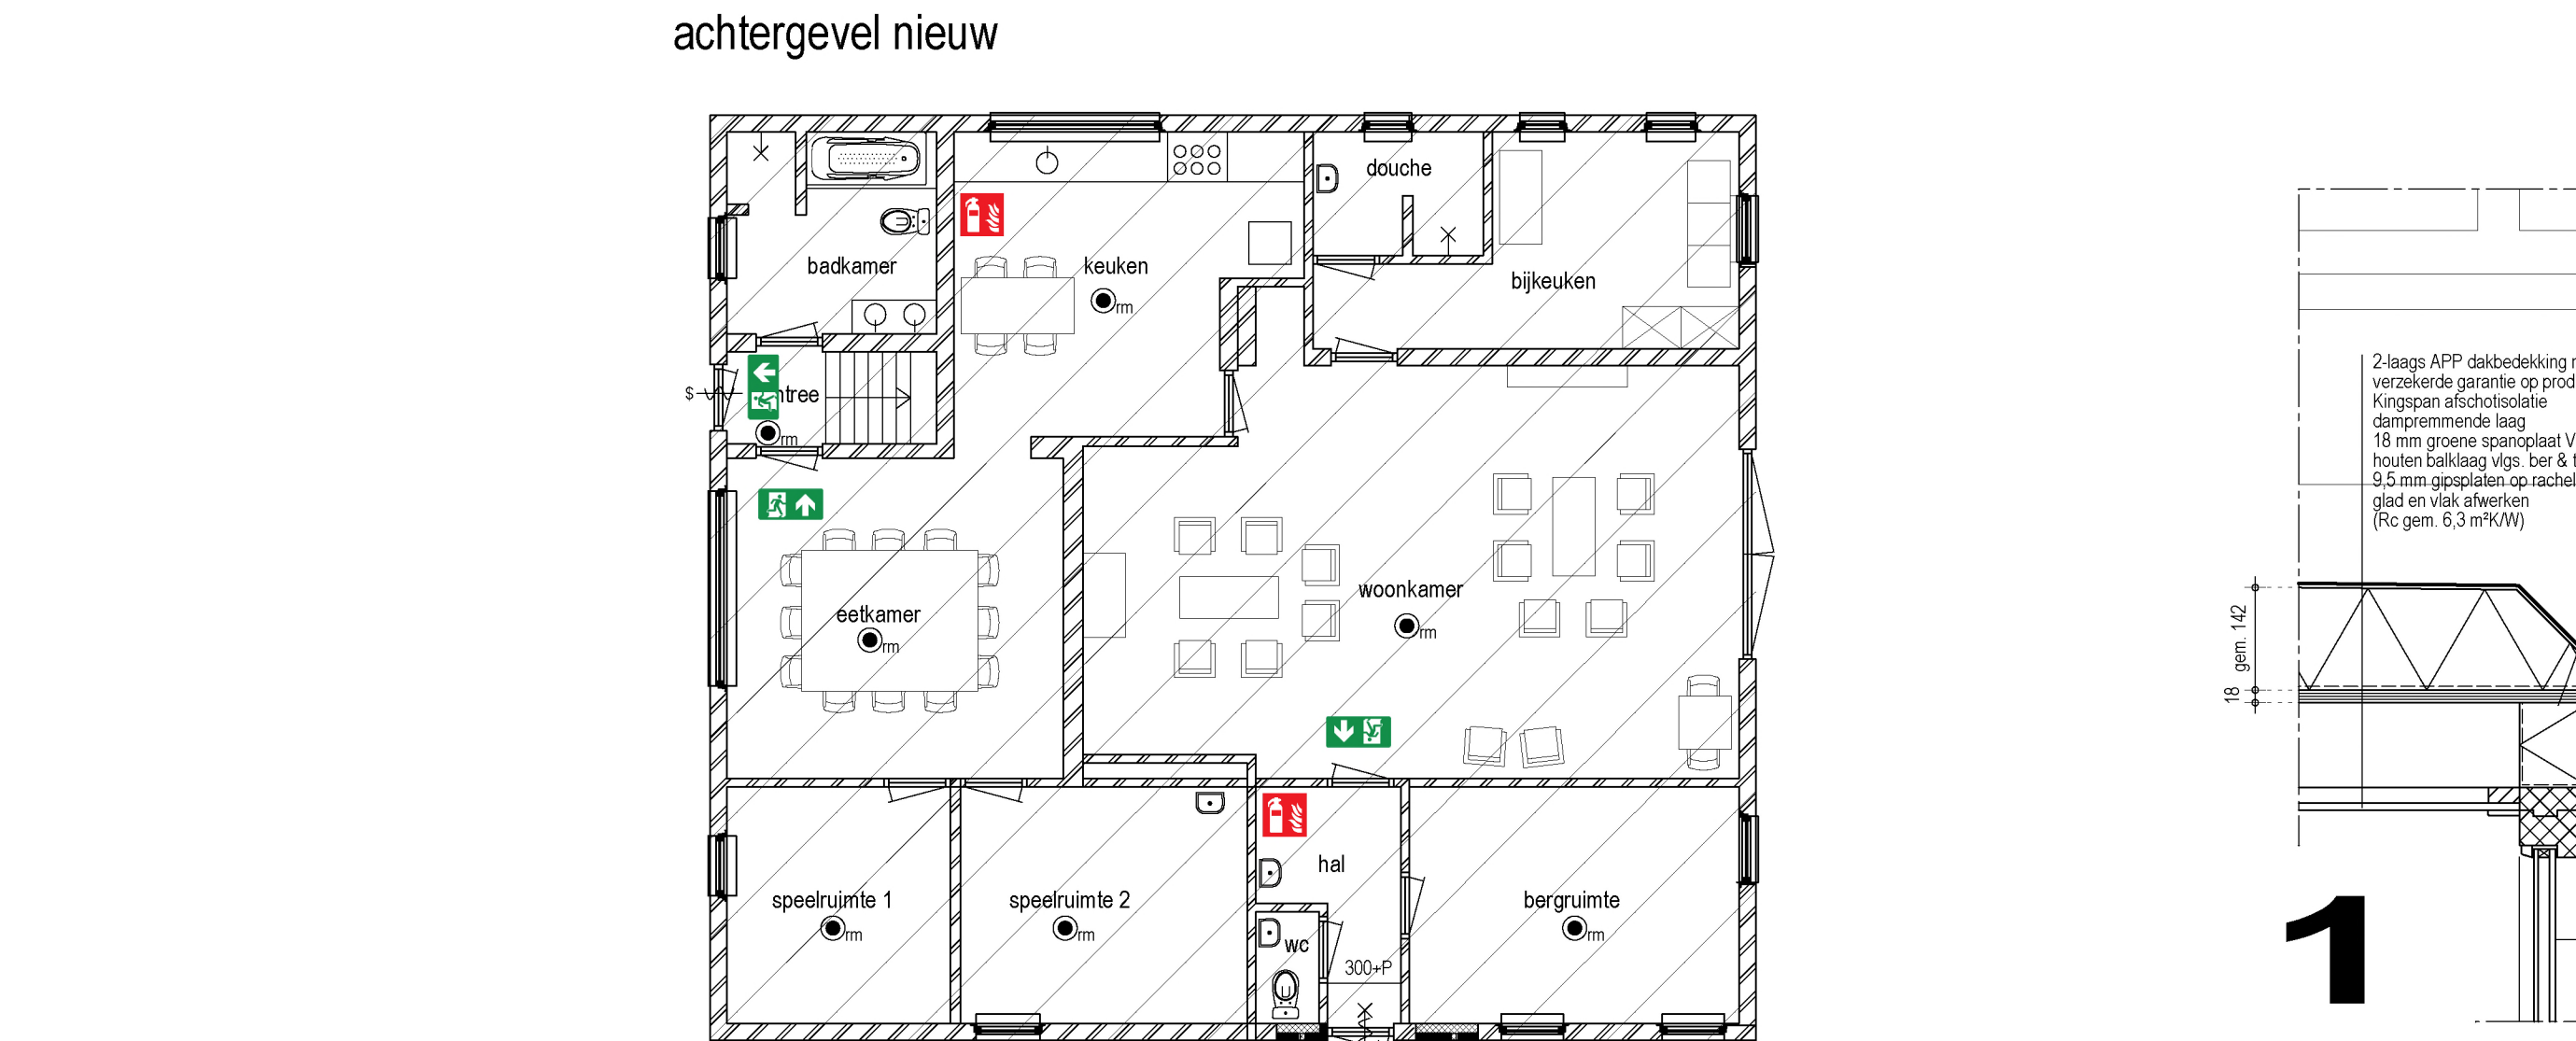 achtergevel nieuw
douche
badkamer
keuken
rm
bijkeuken
$
ntree
rm
2-laags APP dakbedekking
verzekerde garantie op prod
Kingspan afschotisolatie
dampremmende laag
18 mm groene spanoplaat V
houten balklaag vlgs. ber & t
9,5 mm gipsplaten op rachel
glad en vlak afwerken
(Rc gem. 6,3 m²K/W)
woonkamer
rm
eetkamer
rm
gem. 142
18
hal
speelruimte 1
rm
speelruimte 2
rm
bergruimte
rm
wc
300+P
1